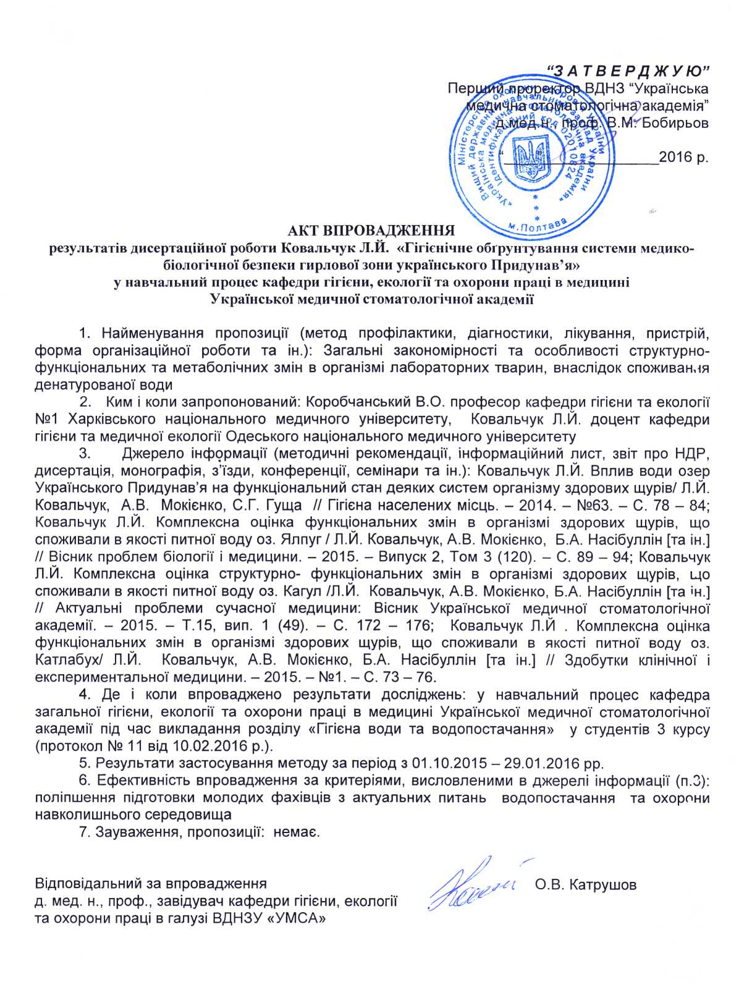 “З А Т В Е Р Д Ж У Ю”
Перший проректор ВДНЗ “Українська
медична стоматологічна академія”
д.мед.н., проф. В.М. Бобирьов
“ ” 2016 р.
Міністерство охорони здоров'я України
Вищий державний навчальний заклад України
«Українська медична стоматологічна академія»
Ідентифікаційний код 02010824
* * *
м.Полтава
АКТ ВПРОВАДЖЕННЯ
результатів дисертаційної роботи Ковальчук Л.Й. «Гігієнічне обґрунтування системи медико-
біологічної безпеки гирлової зони українського Придунав’я»
у навчальний процес кафедри гігієни, екології та охорони праці в медицині
Української медичної стоматологічної академії
1. Найменування пропозиції (метод профілактики, діагностики, лікування, пристрій,
форма організаційної роботи та ін.): Загальні закономірності та особливості структурно-
функціональних та метаболічних змін в організмі лабораторних тварин, внаслідок споживання
денатурованої води
2. Ким і коли запропонований: Коробчанський В.О. професор кафедри гігієни та екології
№1 Харківського національного медичного університету, Ковальчук Л.Й. доцент кафедри
гігієни та медичної екології Одеського національного медичного університету
3. Джерело інформації (методичні рекомендації, інформаційний лист, звіт про НДР,
дисертація, монографія, з’їзди, конференції, семінари та ін.): Ковальчук Л.Й. Вплив води озер
Українського Придунав’я на функціональний стан деяких систем організму здорових щурів/ Л.Й.
Ковальчук, А.В. Мокієнко, С.Г. Гуща // Гігієна населених місць. – 2014. – №63. – С. 78 – 84;
Ковальчук Л.Й. Комплексна оцінка функціональних змін в організмі здорових щурів, що
споживали в якості питної воду оз. Ялпуг / Л.Й. Ковальчук, А.В. Мокієнко, Б.А. Насібуллін [та ін.]
// Вісник проблем біології і медицини. – 2015. – Випуск 2, Том 3 (120). – С. 89 – 94; Ковальчук
Л.Й. Комплексна оцінка структурно- функціональних змін в організмі здорових щурів, що
споживали в якості питної воду оз. Кагул /Л.Й. Ковальчук, А.В. Мокієнко, Б.А. Насібуллін [та ін.]
// Актуальні проблеми сучасної медицини: Вісник Української медичної стоматологічної
академії. – 2015. – Т.15, вип. 1 (49). – С. 172 – 176; Ковальчук Л.Й . Комплексна оцінка
функціональних змін в організмі здорових щурів, що споживали в якості питної воду оз.
Катлабух/ Л.Й. Ковальчук, А.В. Мокієнко, Б.А. Насібуллін [та ін.] // Здобутки клінічної і
експериментальної медицини. – 2015. – №1. – С. 73 – 76.
4. Де і коли впроваджено результати досліджень: у навчальний процес кафедра
загальної гігієни, екології та охорони праці в медицині Української медичної стоматологічної
академії під час викладання розділу «Гігієна води та водопостачання» у студентів 3 курсу
(протокол № 11 від 10.02.2016 р.).
5. Результати застосування методу за період з 01.10.2015 – 29.01.2016 рр.
6. Ефективність впровадження за критеріями, висловленими в джерелі інформації (п.3):
поліпшення підготовки молодих фахівців з актуальних питань водопостачання та охорони
навколишнього середовища
7. Зауваження, пропозиції: немає.
Відповідальний за впровадження О.В. Катрушов
д. мед. н., проф., завідувач кафедри гігієни, екології
та охорони праці в галузі ВДНЗУ «УМСА»